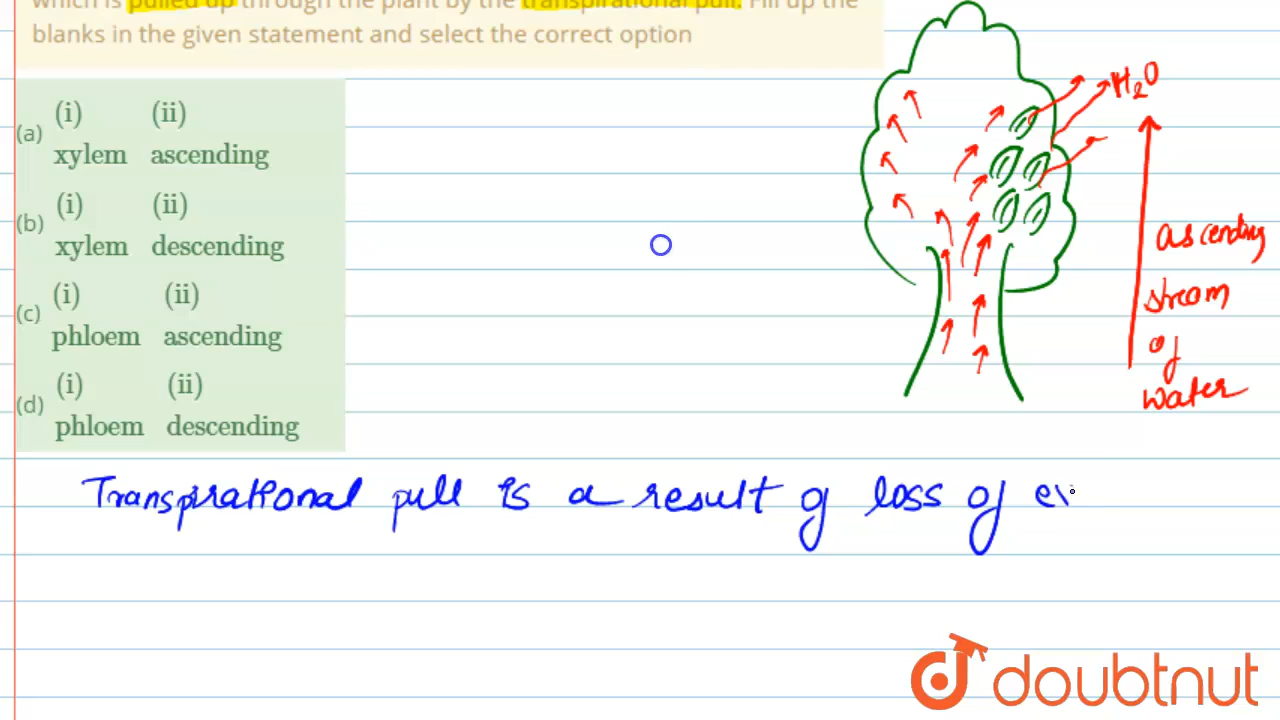 which is pulled up through the plant by the transpirational pull. Fill up the
blanks in the given statement and select the correct option
(a) (i) (ii)
xylem ascending
(b) (i) (ii)
xylem descending
(c) (i) (ii)
phloem ascending
(d) (i) (ii)
phloem descending
H2O
ascending
stream
of
water
Transpirational pull is a result of loss of
doubtnut